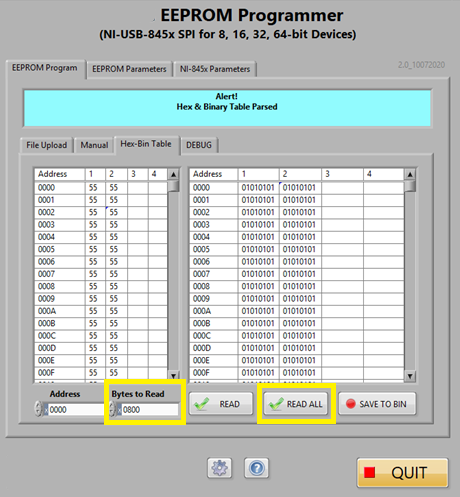 EEPROM Programmer
(NI-USB-845x SPI for 8, 16, 32, 64-bit Devices)
2.0_10072020
EEPROM Program EEPROM Parameters NI-845x Parameters
Alert!
Hex & Binary Table Parsed
File Upload Manual Hex-Bin Table DEBUG
Address 1 2 3 4 Address 1 2 3 4
0000 55 55 0000 01010101 01010101
0001 55 55 0001 01010101 01010101
0002 55 55 0002 01010101 01010101
0003 55 55 0003 01010101 01010101
0004 55 55 0004 01010101 01010101
0005 55 55 0005 01010101 01010101
0006 55 55 0006 01010101 01010101
0007 55 55 0007 01010101 01010101
0008 55 55 0008 01010101 01010101
0009 55 55 0009 01010101 01010101
000A 55 55 000A 01010101 01010101
000B 55 55 000B 01010101 01010101
000C 55 55 000C 01010101 01010101
000D 55 55 000D 01010101 01010101
000E 55 55 000E 01010101 01010101
000F 55 55 000F 01010101 01010101
Address Bytes to Read
0000 0800 READ READ ALL SAVE TO BIN
QUIT